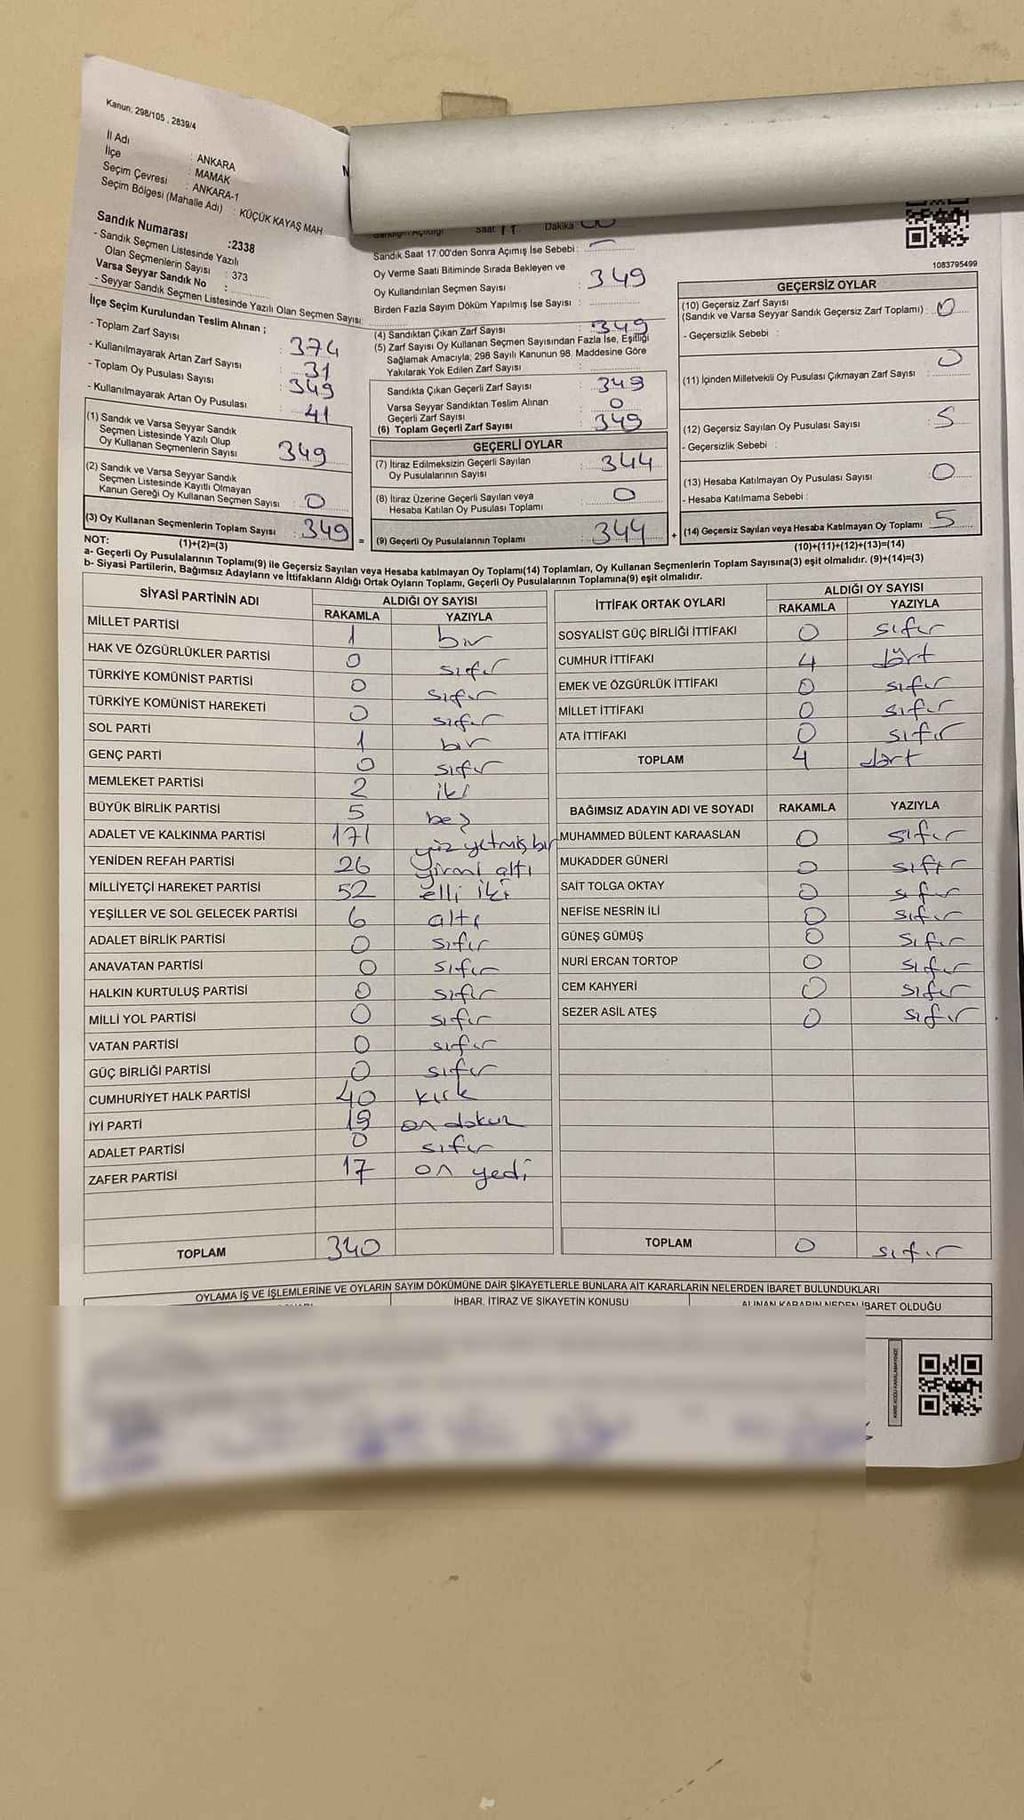 Kanun: 298/105 , 2839/4
İl Adı : ANKARA
İlçe : MAMAK
Seçim Çevresi : ANKARA-1
Seçim Bölgesi (Mahalle Adı) : KÜÇÜK KAYAŞ MAH
Sandık Numarası :2338
- Sandık Seçmen Listesinde Yazılı
Olan Seçmenlerin Sayısı : 373
Varsa Seyyar Sandık No :
- Seyyar Sandık Seçmen Listesinde Yazılı Olan Seçmen Sayısı:
İlçe Seçim Kurulundan Teslim Alınan ;
- Toplam Zarf Sayısı : 374
- Kullanılmayarak Artan Zarf Sayısı : 31
- Toplam Oy Pusulası Sayısı : 349
- Kullanılmayarak Artan Oy Pusulası : 41
(1) Sandık ve Varsa Seyyar Sandık
Seçmen Listesinde Yazılı Olup
Oy Kullanan Seçmenlerin Sayısı : 349
(2) Sandık ve Varsa Seyyar Sandık
Seçmen Listesinde Kayıtlı Olmayan
Kanun Gereği Oy Kullanan Seçmen Sayısı : 0
(3) Oy Kullanan Seçmenlerin Toplam Sayısı : 349 =
(1)+(2)=(3)
Saat 17 Dakika 00
Sandık Saat 17:00'den Sonra Açımış İse Sebebi :
Oy Verme Saati Bitiminde Sırada Bekleyen ve
Oy Kullandırılan Seçmen Sayısı : 349
Birden Fazla Sayım Döküm Yapılmış İse Sayısı :
(4) Sandıktan Çıkan Zarf Sayısı : 349
(5) Zarf Sayısı Oy Kullanan Seçmen Sayısından Fazla İse, Eşitliği
Sağlamak Amacıyla; 298 Sayılı Kanunun 98. Maddesine Göre
Yakılarak Yok Edilen Zarf Sayısı :
Sandıkta Çıkan Geçerli Zarf Sayısı : 349
Varsa Seyyar Sandıktan Teslim Alınan
Geçerli Zarf Sayısı : 0
(6) Toplam Geçerli Zarf Sayısı : 349
GEÇERLİ OYLAR
(7) İtiraz Edilmeksizin Geçerli Sayılan
Oy Pusulalarının Sayısı : 344
(8) İtiraz Üzerine Geçerli Sayılan veya
Hesaba Katılan Oy Pusulası Toplamı : 0
(9) Geçerli Oy Pusulalarının Toplamı : 344 +
1083795499
GEÇERSİZ OYLAR
(10) Geçersiz Zarf Sayısı
(Sandık ve Varsa Seyyar Sandık Geçersiz Zarf Toplamı) : 0
- Geçersizlik Sebebi :
(11) İçinden Milletvekili Oy Pusulası Çıkmayan Zarf Sayısı : 0
(12) Geçersiz Sayılan Oy Pusulası Sayısı : 5
- Geçersizlik Sebebi :
(13) Hesaba Katılmayan Oy Pusulası Sayısı : 0
- Hesaba Katılmama Sebebi :
(14) Geçersiz Sayılan veya Hesaba Katılmayan Oy Toplamı : 5
(10)+(11)+(12)+(13)=(14)
NOT:
a- Geçerli Oy Pusulalarının Toplamı(9) ile Geçersiz Sayılan veya Hesaba katılmayan Oy Toplamı(14) Toplamları, Oy Kullanan Seçmenlerin Toplam Sayısına(3) eşit olmalıdır. (9)+(14)=(3)
b- Siyasi Partilerin, Bağımsız Adayların ve İttifakların Aldığı Ortak Oyların Toplamı, Geçerli Oy Pusulalarının Toplamına(9) eşit olmalıdır.
SİYASİ PARTİNİN ADI ALDIĞI OY SAYISI
RAKAMLA YAZIYLA
MİLLET PARTİSİ 1 bir
HAK VE ÖZGÜRLÜKLER PARTİSİ 0 sıfır
TÜRKİYE KOMÜNİST PARTİSİ 0 sıfır
TÜRKİYE KOMÜNİST HAREKETİ 0 sıfır
SOL PARTİ 1 bir
GENÇ PARTİ 0 sıfır
MEMLEKET PARTİSİ 2 iki
BÜYÜK BİRLİK PARTİSİ 5 beş
ADALET VE KALKINMA PARTİSİ 171 yüz yetmiş bir
YENİDEN REFAH PARTİSİ 26 yirmi altı
MİLLİYETÇİ HAREKET PARTİSİ 52 elli iki
YEŞİLLER VE SOL GELECEK PARTİSİ 6 altı
ADALET BİRLİK PARTİSİ 0 sıfır
ANAVATAN PARTİSİ 0 sıfır
HALKIN KURTULUŞ PARTİSİ 0 sıfır
MİLLİ YOL PARTİSİ 0 sıfır
VATAN PARTİSİ 0 sıfır
GÜÇ BİRLİĞİ PARTİSİ 0 sıfır
CUMHURİYET HALK PARTİSİ 40 kırk
İYİ PARTİ 19 on dokuz
ADALET PARTİSİ 0 sıfır
ZAFER PARTİSİ 17 on yedi
TOPLAM 340
İTTİFAK ORTAK OYLARI ALDIĞI OY SAYISI
RAKAMLA YAZIYLA
SOSYALİST GÜÇ BİRLİĞİ İTTİFAKI 0 sıfır
CUMHUR İTTİFAKI 4 dört
EMEK VE ÖZGÜRLÜK İTTİFAKI 0 sıfır
MİLLET İTTİFAKI 0 sıfır
ATA İTTİFAKI 0 sıfır
TOPLAM 4 dört
BAĞIMSIZ ADAYIN ADI VE SOYADI RAKAMLA YAZIYLA
MUHAMMED BÜLENT KARAASLAN 0 sıfır
MUKADDER GÜNERİ 0 sıfır
SAİT TOLGA OKTAY 0 sıfır
NEFİSE NESRİN İLİ 0 sıfır
GÜNEŞ GÜMÜŞ 0 sıfır
NURİ ERCAN TORTOP 0 sıfır
CEM KAHYERİ 0 sıfır
SEZER ASİL ATEŞ 0 sıfır
TOPLAM 0 sıfır
OYLAMA İŞ VE İŞLEMLERİNE VE OYLARIN SAYIM DÖKÜMÜNE DAİR ŞİKAYETLERLE BUNLARA AİT KARARLARIN NELERDEN İBARET BULUNDUKLARI
İHBAR, İTİRAZ VE ŞİKAYETİN KONUSU
ALINAN KARARIN NEDEN İBARET OLDUĞU